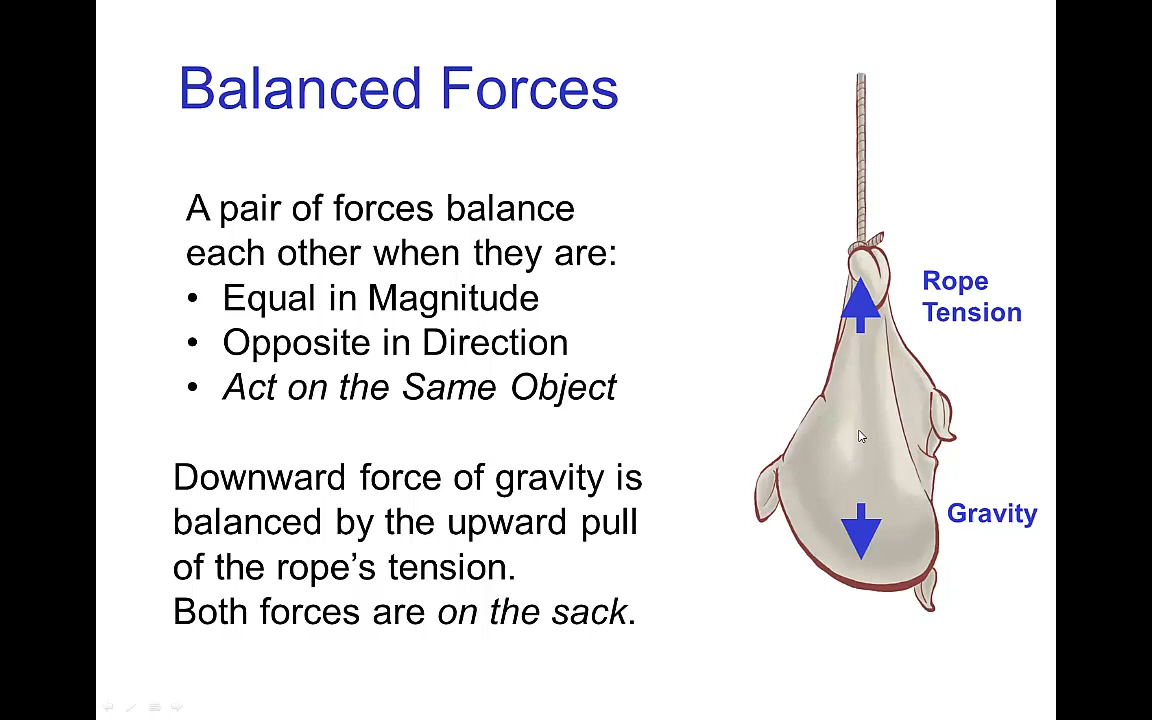 Balanced Forces
A pair of forces balance
each other when they are:
• Equal in Magnitude
• Opposite in Direction
• Act on the Same Object
Downward force of gravity is
balanced by the upward pull
of the rope’s tension.
Both forces are on the sack.
Rope
Tension
Gravity